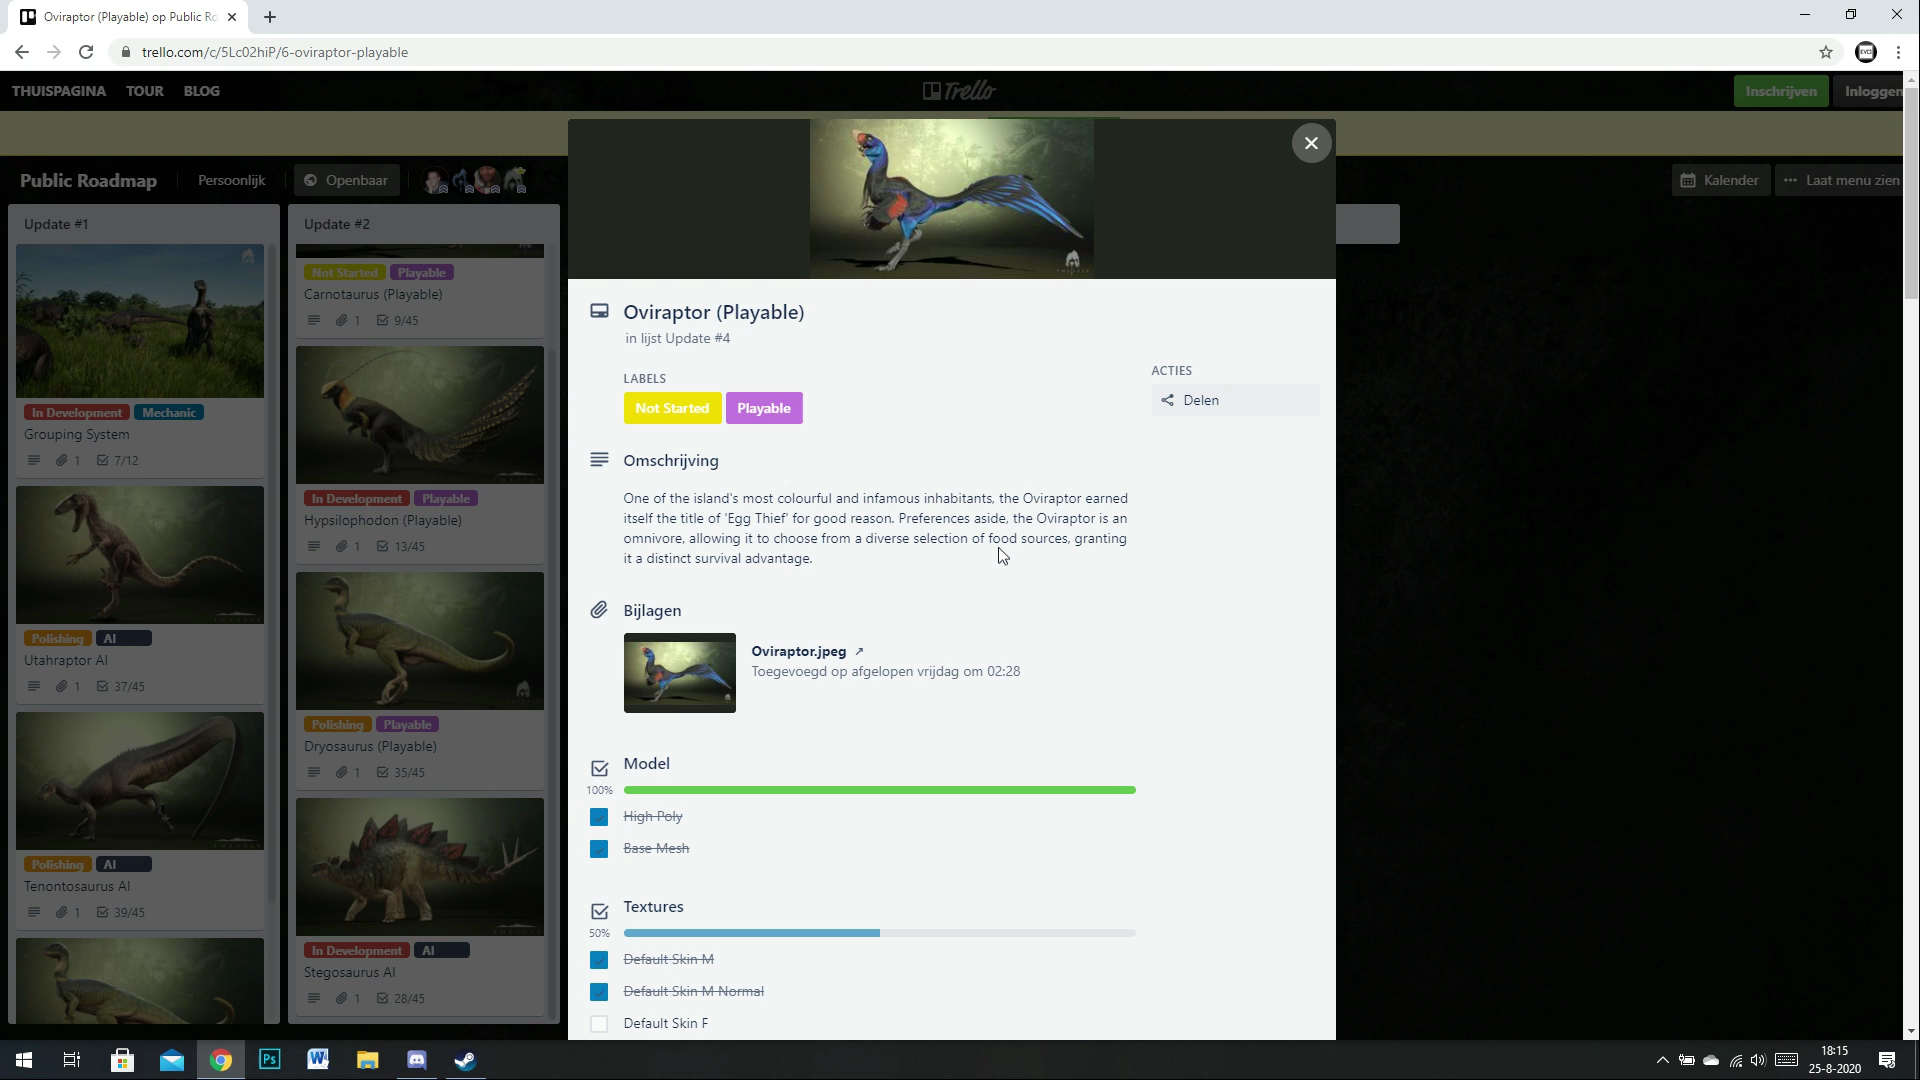 Oviraptor (Playable) op Public Ro
trello.com/c/5Lc02hiP/6-oviraptor-playable
THUISPAGINA TOUR BLOG
Trello
Inschrijven Inloggen
Public Roadmap Persoonlijk Openbaar
Kalender Laat menu zien
Update #1
In Development Mechanic
Grouping System
1 7/12
Polishing AI
Utahraptor AI
1 37/45
Polishing AI
Tenontosaurus AI
1 39/45
Update #2
Not Started Playable
Carnotaurus (Playable)
1 9/45
In Development Playable
Hypsilophodon (Playable)
1 13/45
Polishing Playable
Dryosaurus (Playable)
1 35/45
In Development AI
Stegosaurus AI
1 28/45
Oviraptor (Playable)
in lijst Update #4
LABELS
Not Started Playable
ACTIES
Delen
Omschrijving
One of the island's most colourful and infamous inhabitants, the Oviraptor earned
itself the title of 'Egg Thief' for good reason. Preferences aside, the Oviraptor is an
omnivore, allowing it to choose from a diverse selection of food sources, granting
it a distinct survival advantage.
Bijlagen
Oviraptor.jpeg ↗
Toegevoegd op afgelopen vrijdag om 02:28
Model
100%
High Poly
Base Mesh
Textures
50%
Default Skin M
Default Skin M Normal
Default Skin F
18:15
25-8-2020